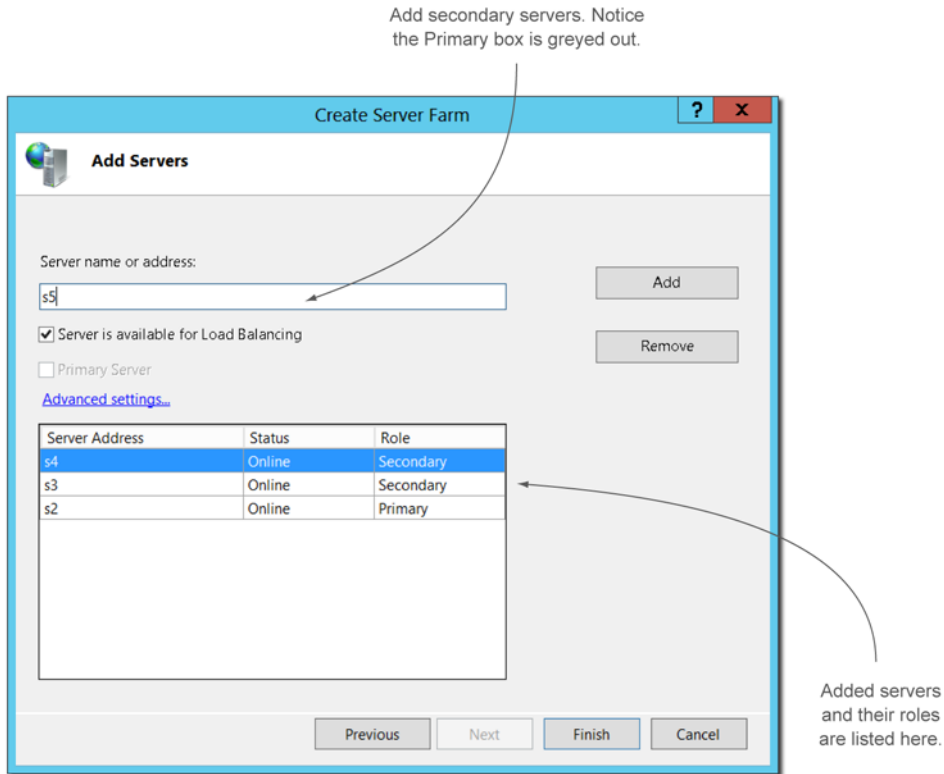 Add secondary servers. Notice
the Primary box is greyed out.
Create Server Farm
? X
Add Servers
Server name or address:
s5
Add
Server is available for Load Balancing
Remove
Primary Server
Advanced settings...
Server Address Status Role
s4 Online Secondary
s3 Online Secondary
s2 Online Primary
Added servers
and their roles
are listed here.
Previous Next Finish Cancel